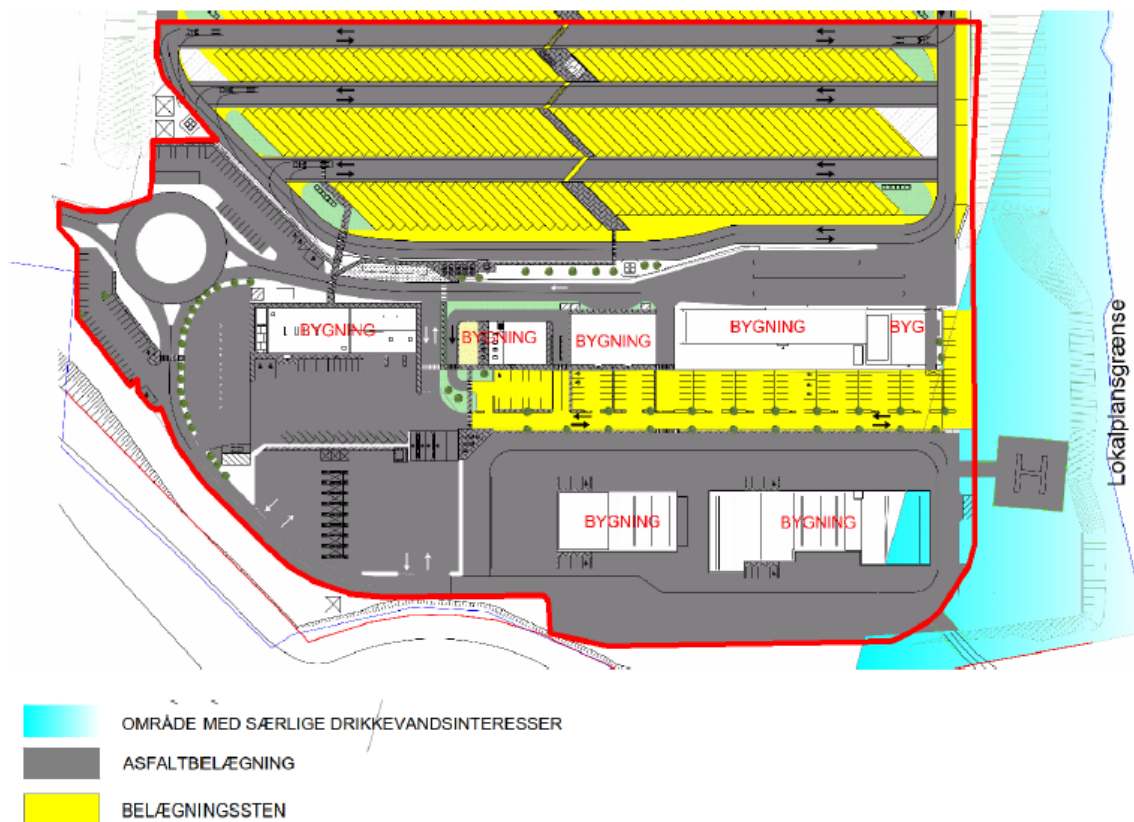 BYGNING
BYGNING
BYGNING
BYGNING
BYG
BYGNING
BYGNING
H
Lokalplansgrænse
OMRÅDE MED SÆRLIGE DRIKKEVANDSINTERESSER
ASFALTBELÆGNING
BELÆGNINGSSTEN